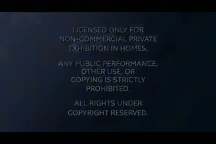 LICENSED ONLY FOR
NON-COMMERCIAL PRIVATE
EXHIBITION IN HOMES.
ANY PUBLIC PERFORMANCE,
OTHER USE, OR
COPYING IS STRICTLY
PROHIBITED.
ALL RIGHTS UNDER
COPYRIGHT RESERVED.